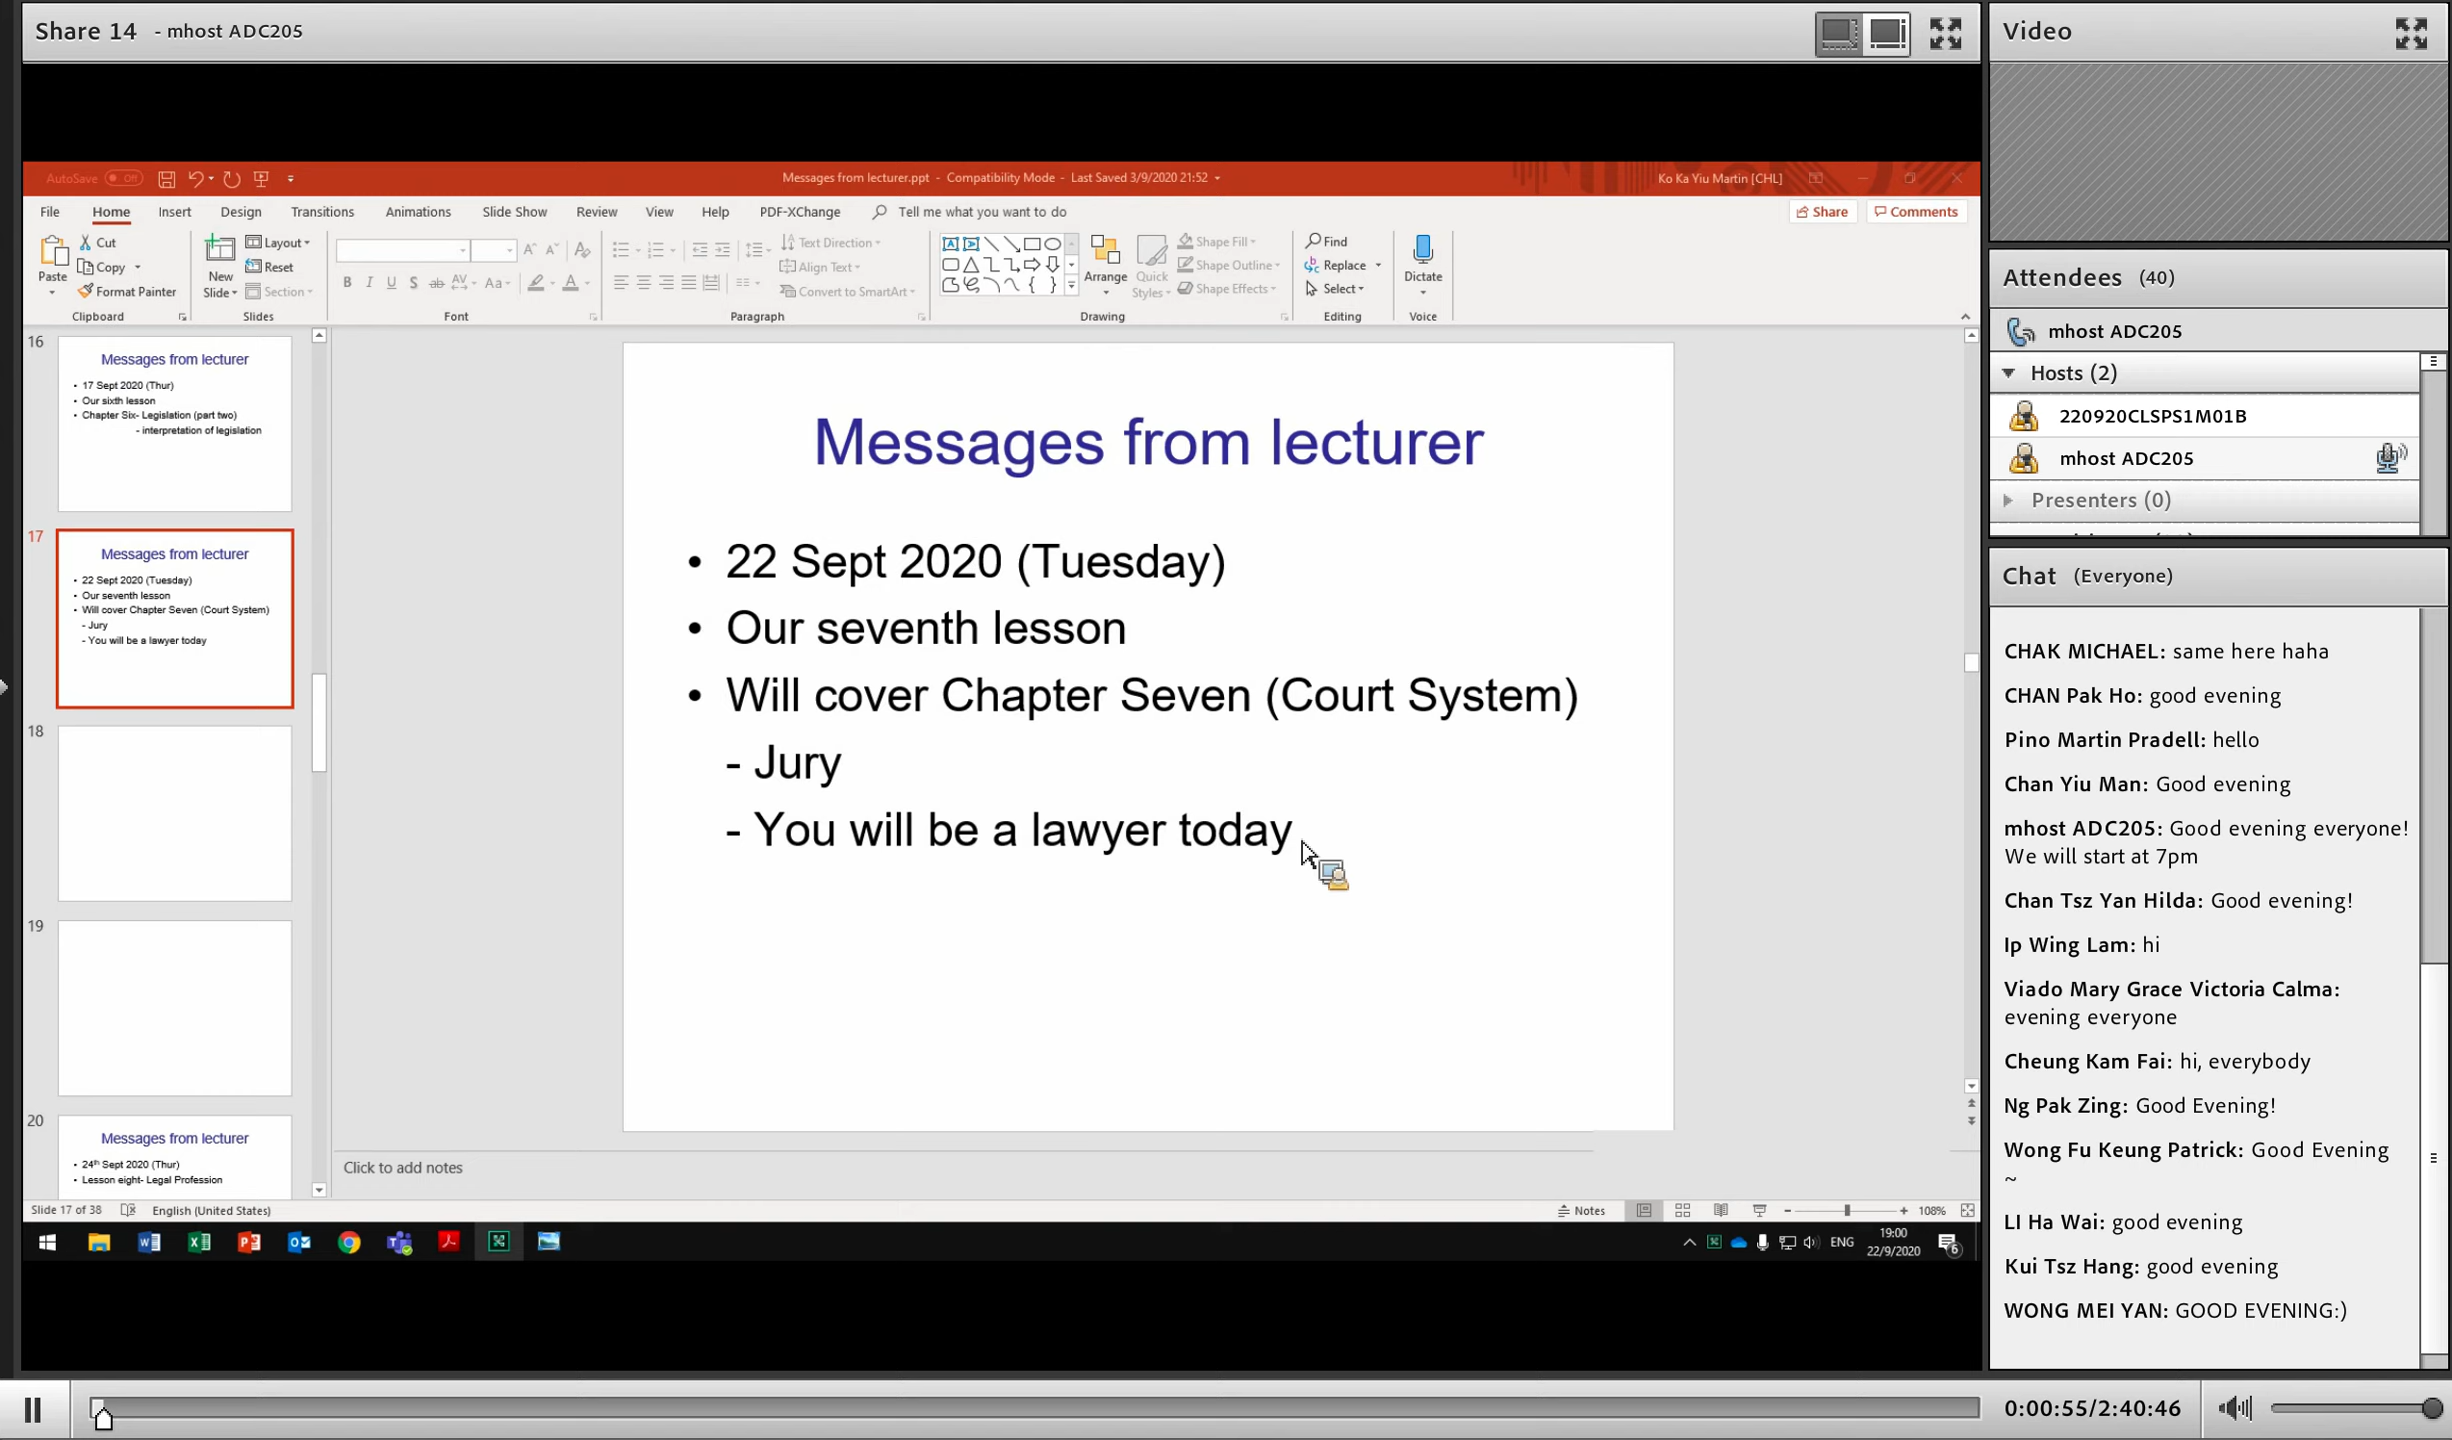 Share 14 - mhost ADC205
AutoSave Off
Messages from lecturer.ppt - Compatibility Mode - Last Saved 3/9/2020 21:52
Ko Ka Yiu Martin [CHL]
File Home Insert Design Transitions Animations Slide Show Review View Help PDF-XChange Tell me what you want to do
Share Comments
Paste
Cut
Copy
Format Painter
Clipboard
New Slide
Layout
Reset
Section
Slides
Font
Text Direction
Align Text
Convert to SmartArt
Paragraph
Arrange
Quick Styles
Shape Fill
Shape Outline
Shape Effects
Drawing
Find
Replace
Select
Editing
Dictate
Voice
16
Messages from lecturer
• 17 Sept 2020 (Thur)
• Our sixth lesson
• Chapter Six- Legislation (part two)
- interpretation of legislation
17
Messages from lecturer
• 22 Sept 2020 (Tuesday)
• Our seventh lesson
• Will cover Chapter Seven (Court System)
- Jury
- You will be a lawyer today
18
19
20
Messages from lecturer
• 24th Sept 2020 (Thur)
• Lesson eight- Legal Profession
Messages from lecturer
• 22 Sept 2020 (Tuesday)
• Our seventh lesson
• Will cover Chapter Seven (Court System)
- Jury
- You will be a lawyer today
Click to add notes
Slide 17 of 38 English (United States)
Notes
108%
ENG
19:00
22/9/2020
6
Video
Attendees (40)
mhost ADC205
Hosts (2)
220920CLSPS1M01B
mhost ADC205
Presenters (0)
Chat (Everyone)
CHAK MICHAEL: same here haha
CHAN Pak Ho: good evening
Pino Martin Pradell: hello
Chan Yiu Man: Good evening
mhost ADC205: Good evening everyone!
We will start at 7pm
Chan Tsz Yan Hilda: Good evening!
Ip Wing Lam: hi
Viado Mary Grace Victoria Calma:
evening everyone
Cheung Kam Fai: hi, everybody
Ng Pak Zing: Good Evening!
Wong Fu Keung Patrick: Good Evening
~
LI Ha Wai: good evening
Kui Tsz Hang: good evening
WONG MEI YAN: GOOD EVENING:)
0:00:55/2:40:46